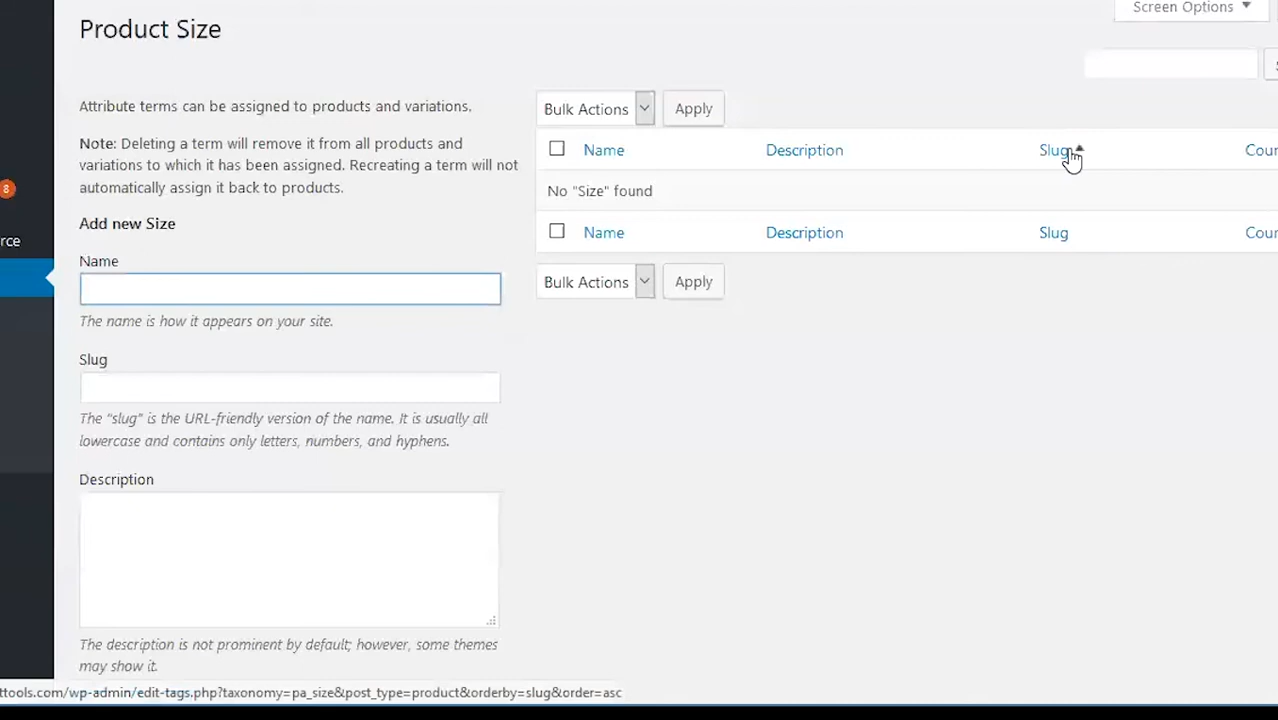 Screen Options
Product Size
Attribute terms can be assigned to products and variations.
Note: Deleting a term will remove it from all products and
variations to which it has been assigned. Recreating a term will not
automatically assign it back to products.
8
rce
Add new Size
Name
The name is how it appears on your site.
Slug
The "slug" is the URL-friendly version of the name. It is usually all
lowercase and contains only letters, numbers, and hyphens.
Description
The description is not prominent by default; however, some themes
may show it.
Bulk Actions Apply
Name Description Slug Cour
No "Size" found
Name Description Slug Cour
Bulk Actions Apply
ttools.com/wp-admin/edit-tags.php?taxonomy=pa_size&post_type=product&orderby=slug&order=asc